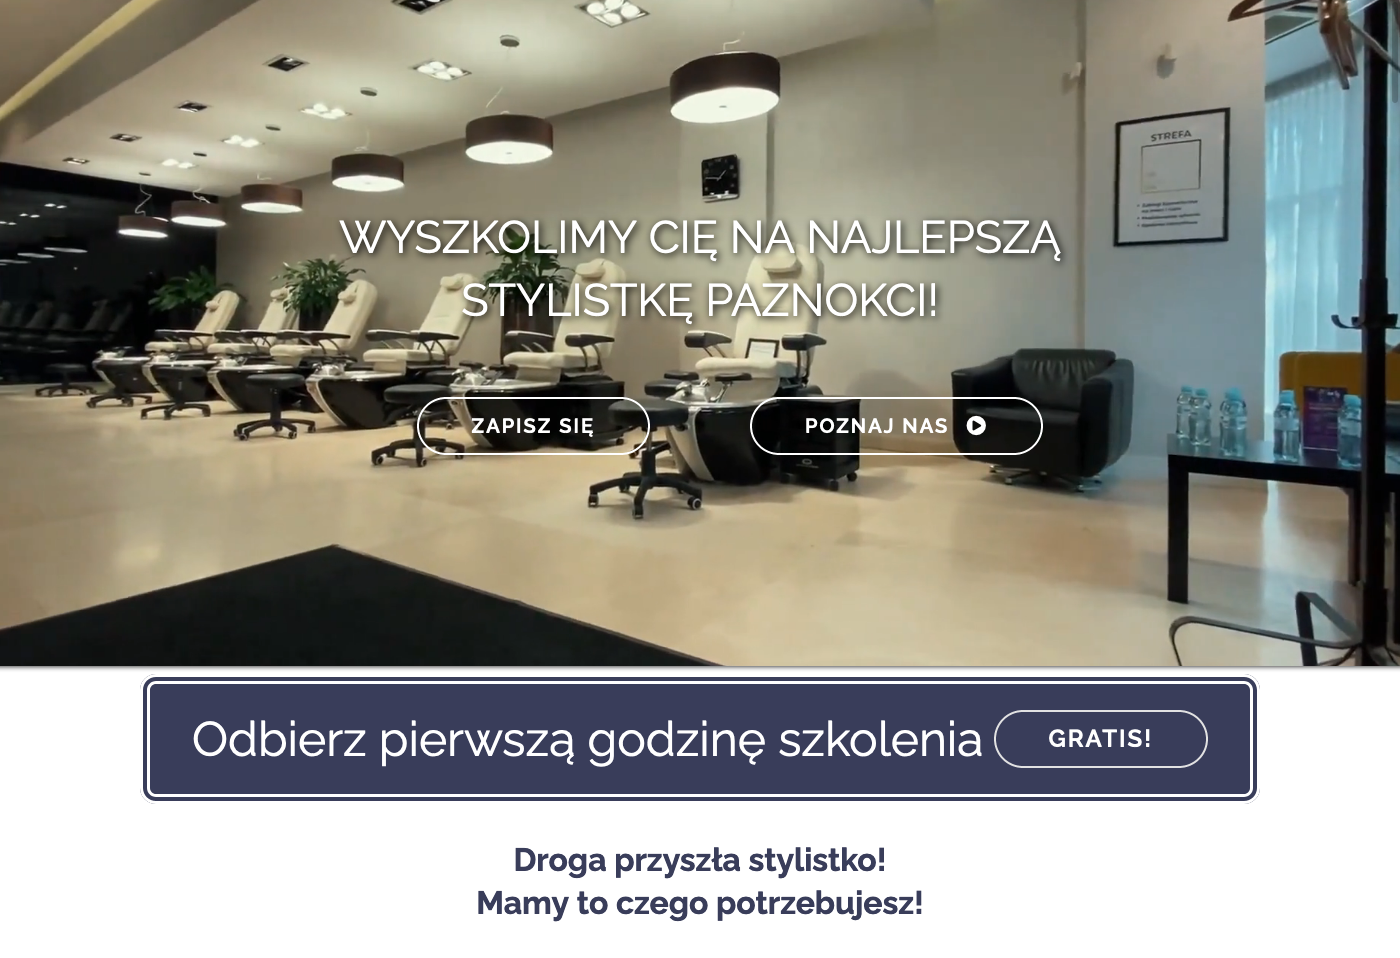 STREFA
WYSZKOLIMY CIĘ NA NAJLEPSZĄ
STYLISTKĘ PAZNOKCI!
ZAPISZ SIĘ
POZNAJ NAS
Odbierz pierwszą godzinę szkolenia GRATIS!
Droga przyszła stylistko!
Mamy to czego potrzebujesz!